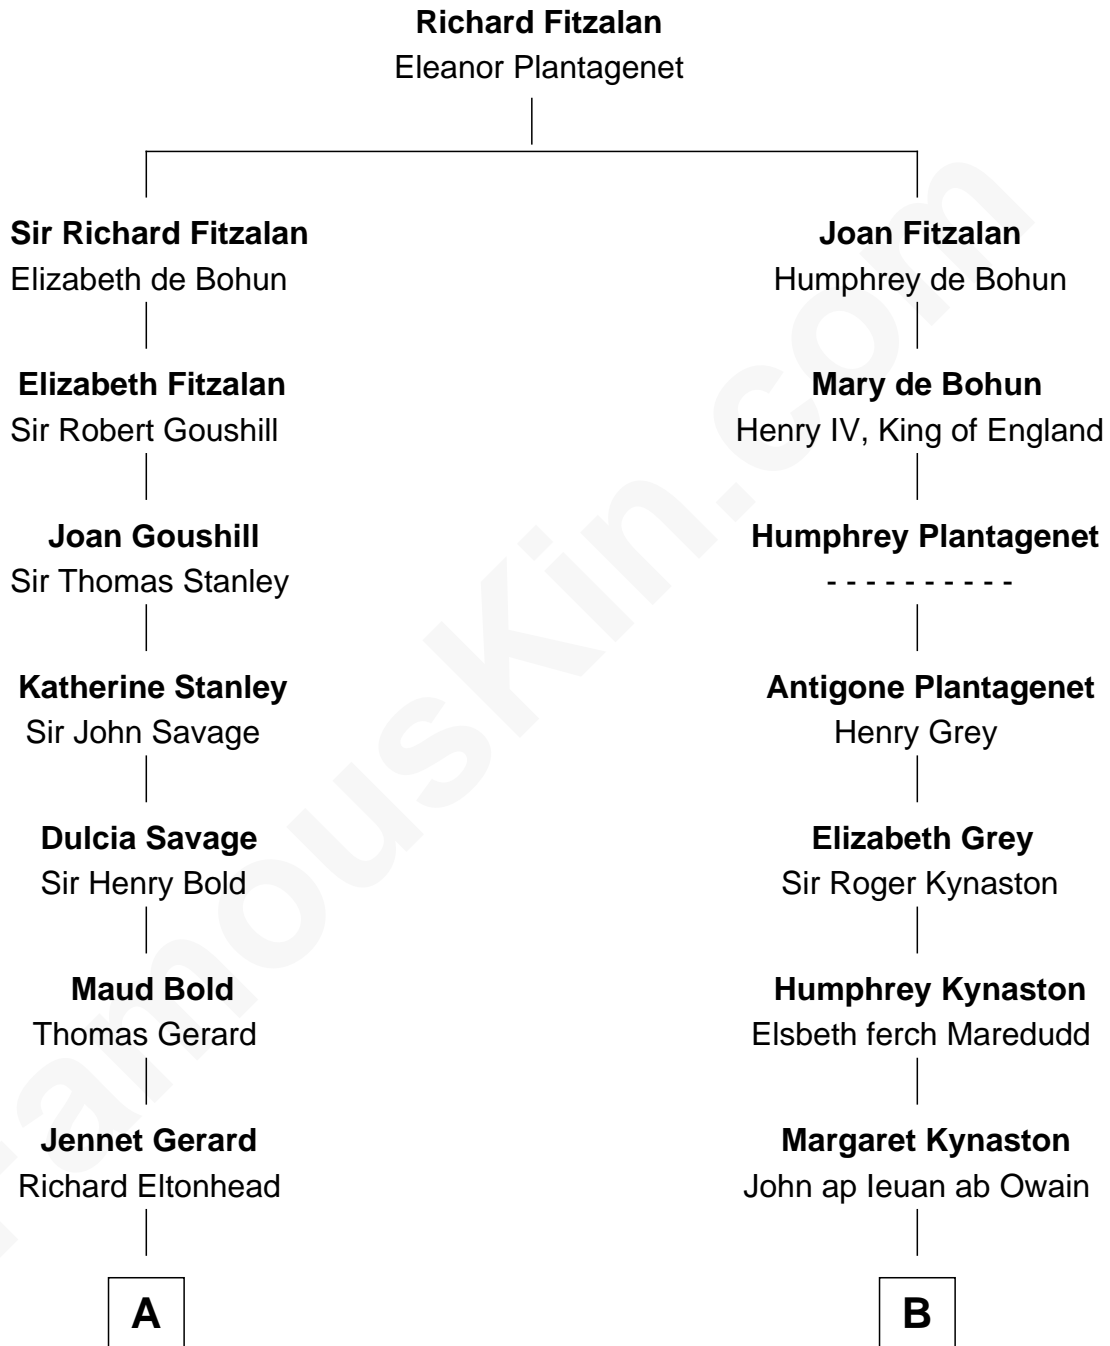 Richard Fitzalan
Eleanor Plantagenet
Sir Richard Fitzalan
Elizabeth de Bohun
Elizabeth Fitzalan
Sir Robert Goushill
Joan Goushill
Sir Thomas Stanley
Katherine Stanley
Sir John Savage
Dulcia Savage
Sir Henry Bold
Maud Bold
Thomas Gerard
Jennet Gerard
Richard Eltonhead
A
Joan Fitzalan
Humphrey de Bohun
Mary de Bohun
Henry IV, King of England
Humphrey Plantagenet
- - - - - - - - - -
Antigone Plantagenet
Henry Grey
Elizabeth Grey
Sir Roger Kynaston
Humphrey Kynaston
Elsbeth ferch Maredudd
Margaret Kynaston
John ap Ieuan ab Owain
B
FamousKin.com